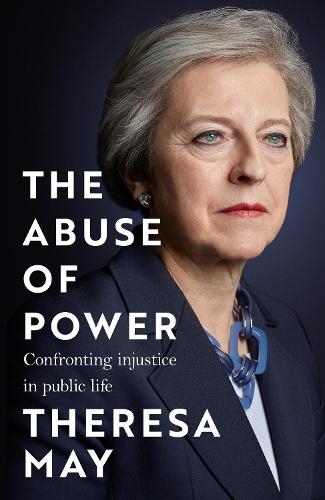 THE
ABUSE
OF
POWER
Confronting injustice
in public life
THERESA
MAY